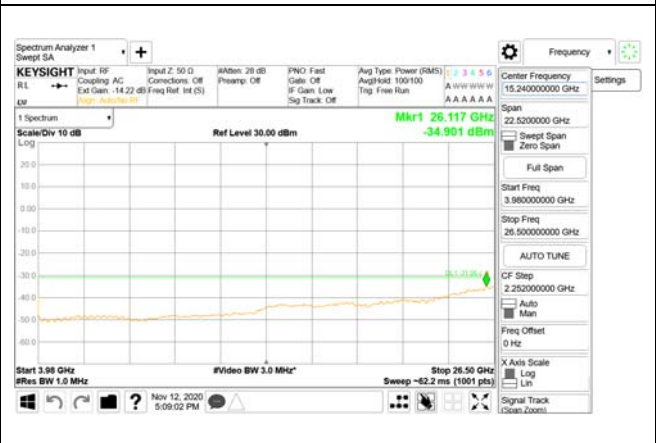 Spectrum Analyzer 1
Swept SA
Frequency
KEYSIGHT
RL
Input: RF
Coupling: AC
Ext Gain: -14.22 dB
Align: Auto/No RF
Input Z: 50 Ω
Corrections: Off
Freq Ref: Int (S)
#Atten: 28 dB
Preamp: Off
PNO: Fast
Gate: Off
IF Gain: Low
Sig Track: Off
Avg Type: Power (RMS)
Avg|Hold: 100/100
Trig: Free Run
1 2 3 4 5 6
A W W W W W
A A A A A A
Center Frequency
15.240000000 GHz
Settings
Span
22.5200000 GHz
Swept Span
Zero Span
Full Span
Start Freq
3.980000000 GHz
Stop Freq
26.500000000 GHz
AUTO TUNE
CF Step
2.252000000 GHz
Auto
Man
Freq Offset
0 Hz
X Axis Scale
Log
Lin
Signal Track
(Span Zoom)
1 Spectrum
Scale/Div 10 dB
Ref Level 30.00 dBm
Mkr1 26.117 GHz
-34.901 dBm
Log
20.0
10.0
0.00
-10.0
-20.0
-30.0
-40.0
-50.0
-60.0
Start 3.98 GHz
#Res BW 1.0 MHz
#Video BW 3.0 MHz*
Stop 26.50 GHz
Sweep ~62.2 ms (1001 pts)
Nov 12, 2020
5:09:02 PM